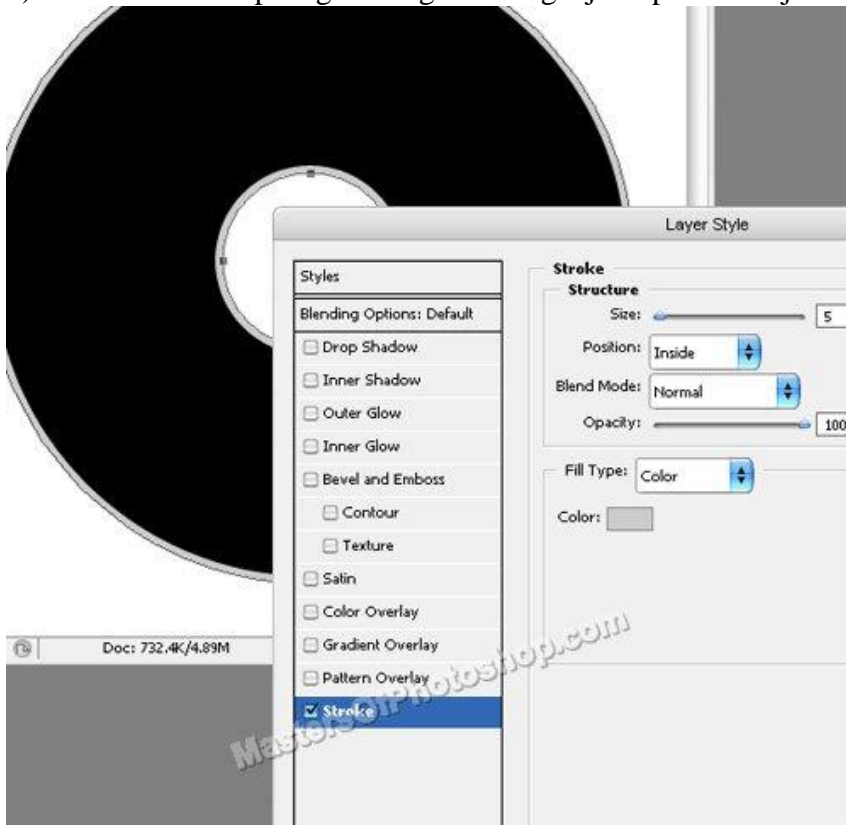 Layer Style
Styles
Blending Options: Default
Drop Shadow
Inner Shadow
Outer Glow
Inner Glow
Bevel and Emboss
Contour
Texture
Satin
Color Overlay
Gradient Overlay
Pattern Overlay
Stroke
Stroke
Structure
Size: 5
Position: Inside
Blend Mode: Normal
Opacity: 100
Fill Type: Color
Color:
Doc: 732.4K/4.89M
MastersOfPhotoshop.com